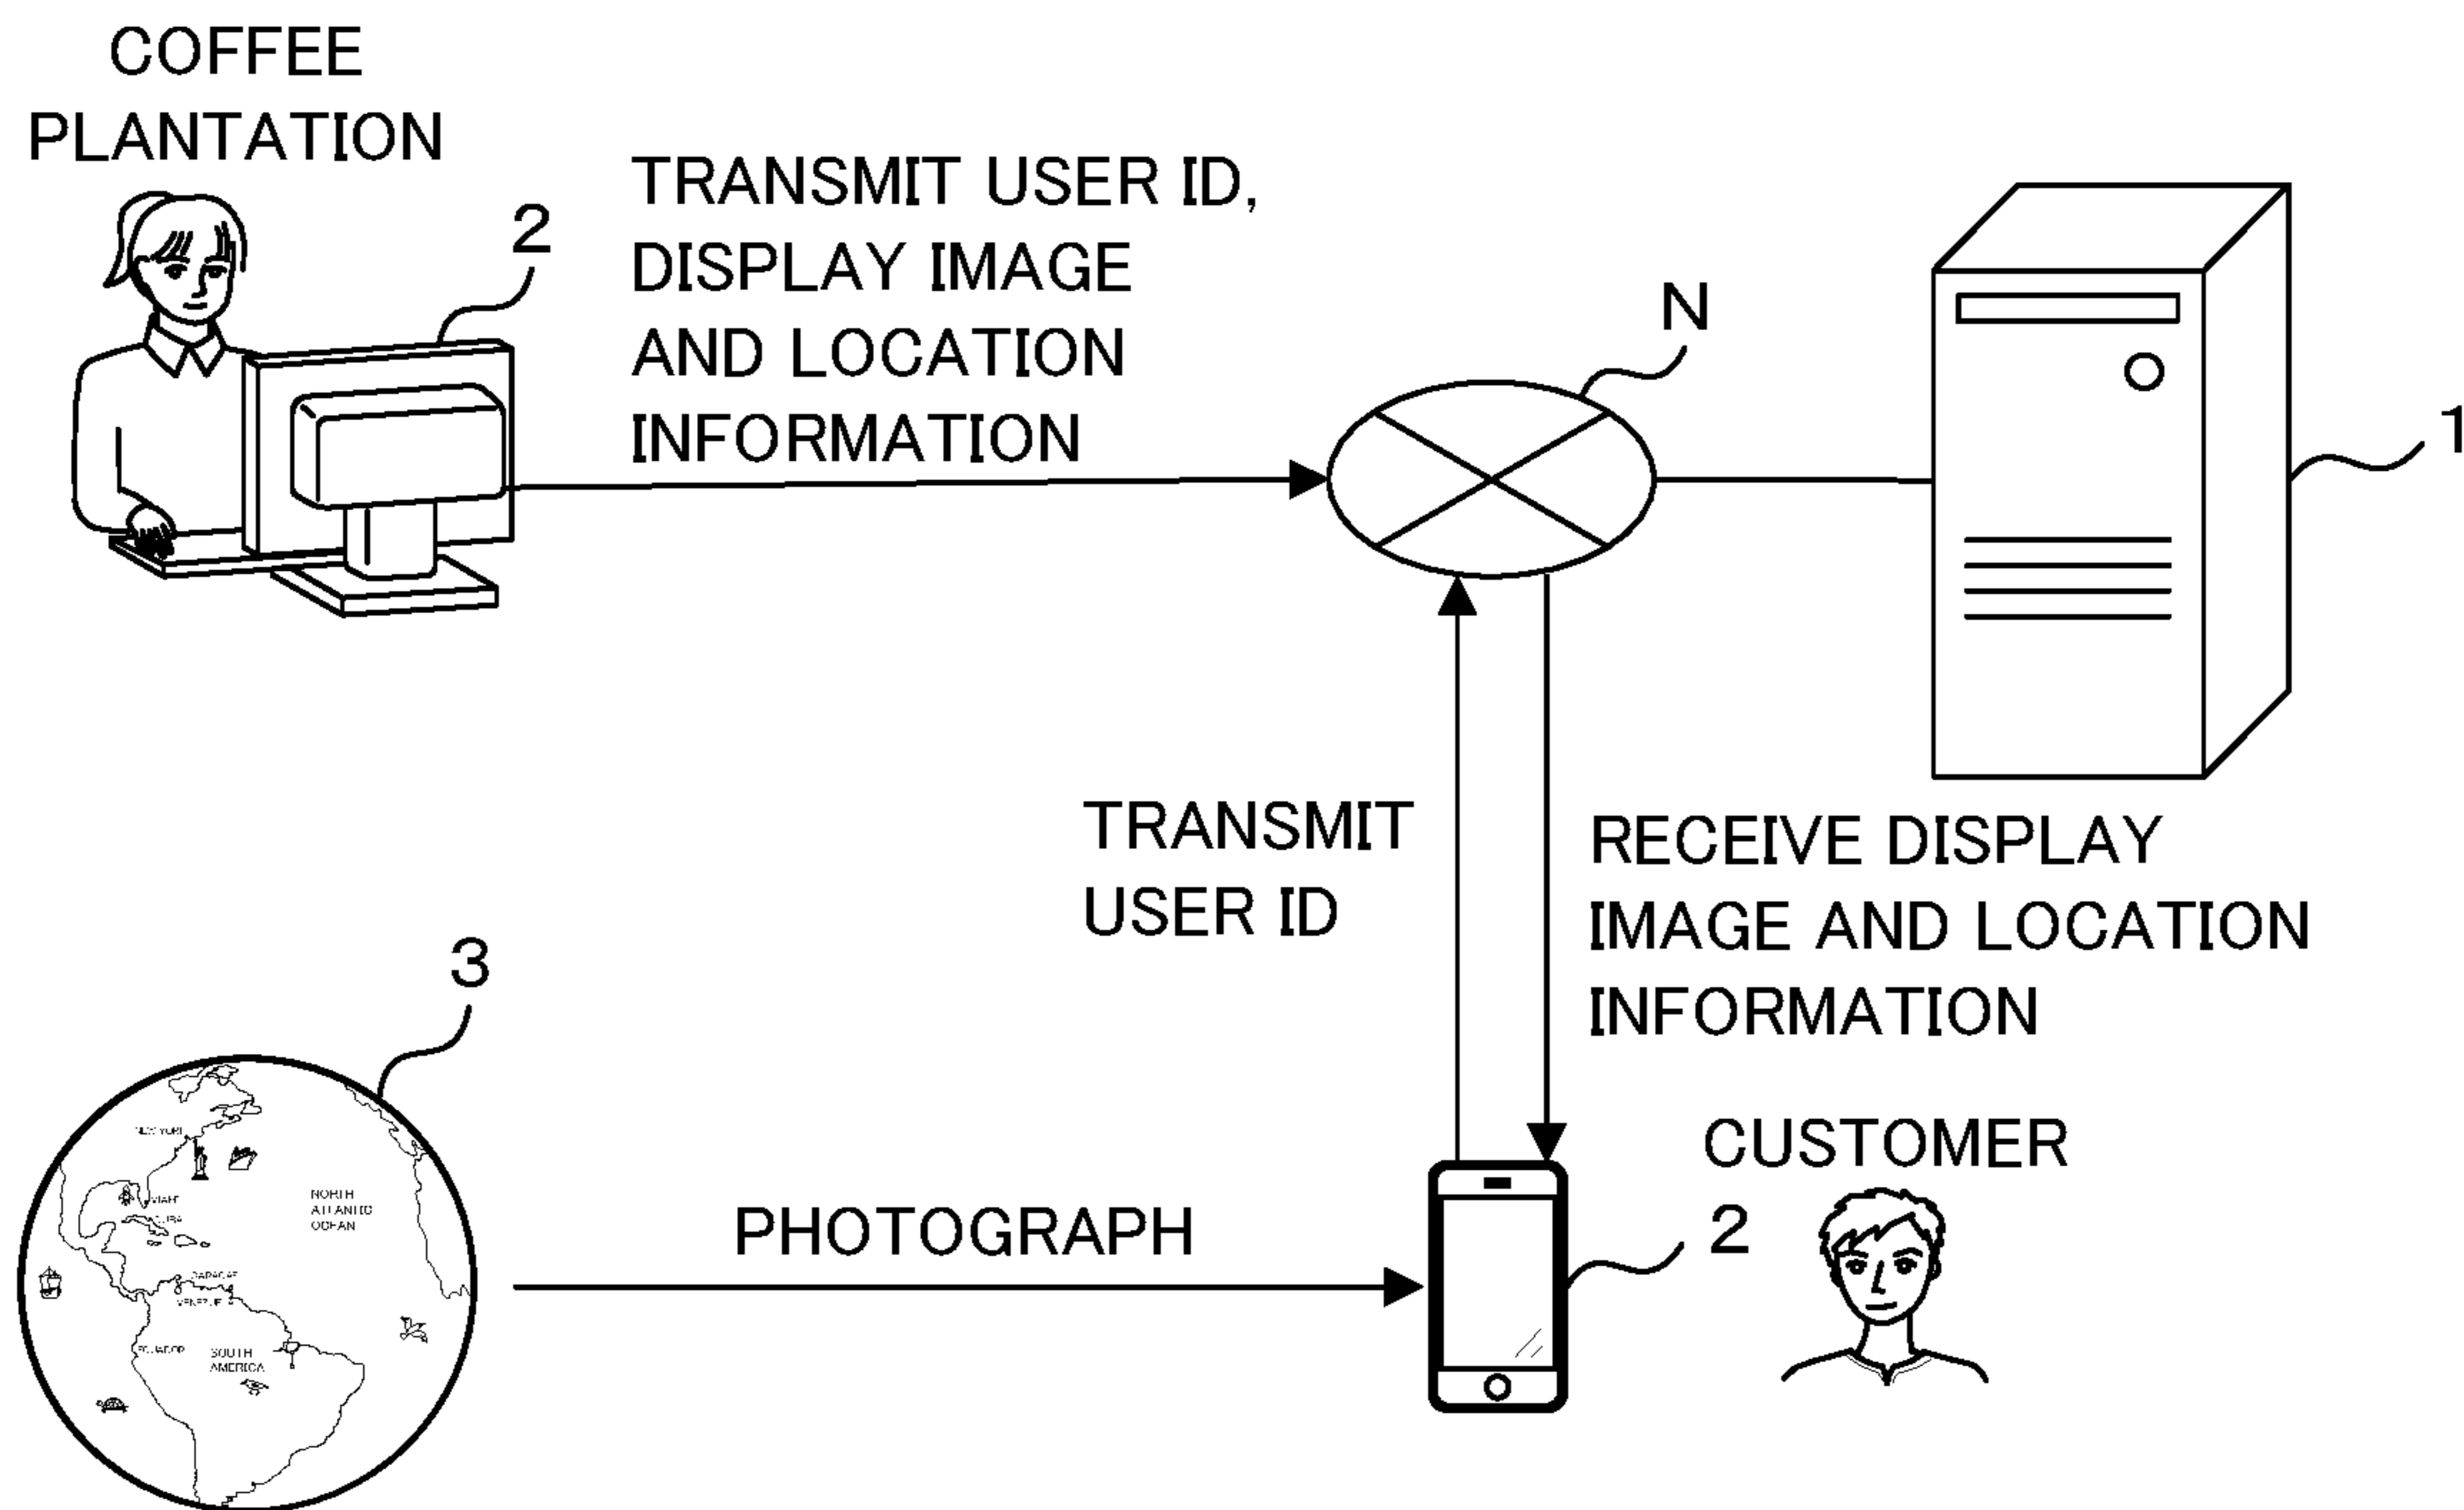 COFFEE
PLANTATION
2
TRANSMIT USER ID,
DISPLAY IMAGE
AND LOCATION
INFORMATION
N
1
TRANSMIT
USER ID
RECEIVE DISPLAY
IMAGE AND LOCATION
INFORMATION
3
NORTH
ATLANTIC
OCEAN
SOUTH
AMERICA
PHOTOGRAPH
CUSTOMER
2